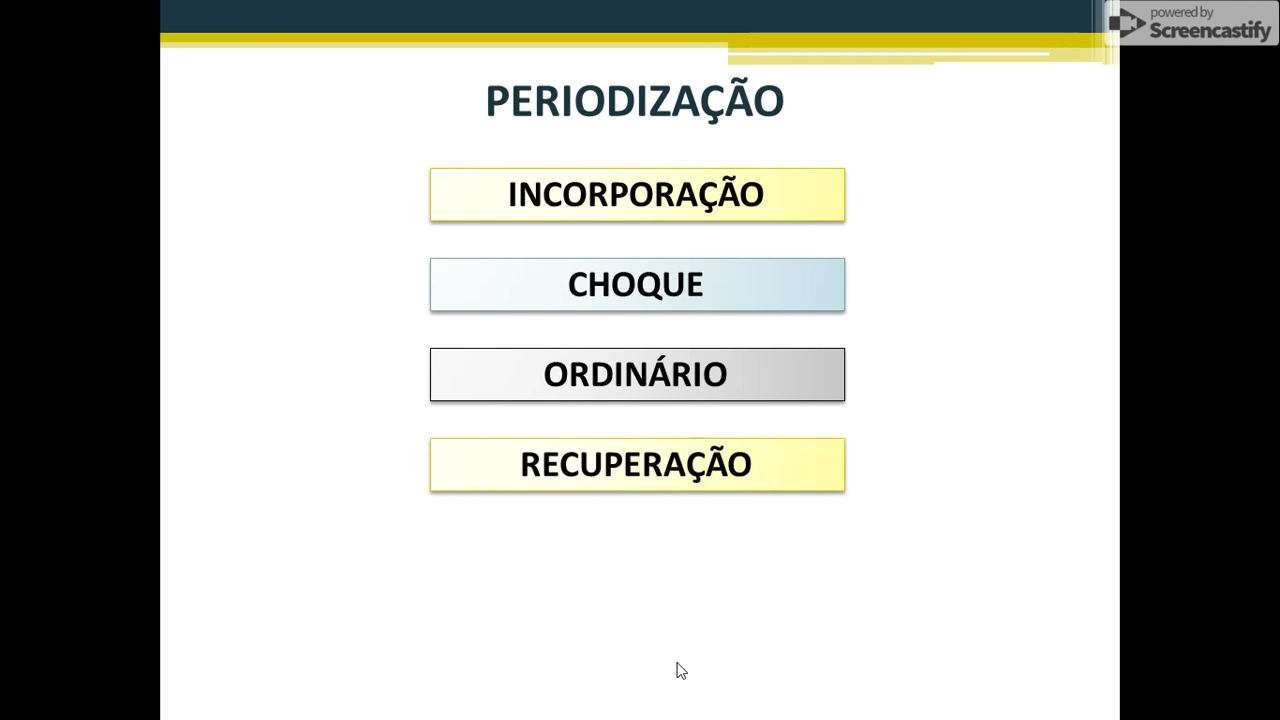 powered by
Screencastify
PERIODIZAÇÃO
INCORPORAÇÃO
CHOQUE
ORDINÁRIO
RECUPERAÇÃO